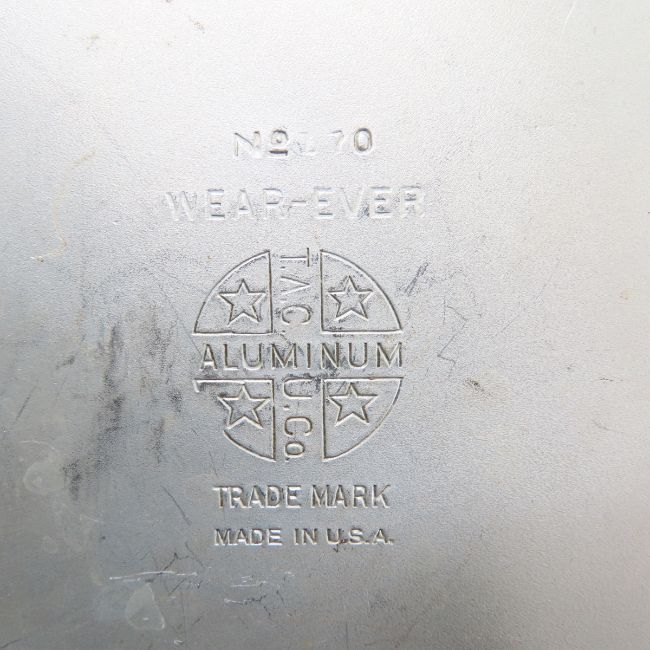 WEAR-EVER
T.A.C.U.Co.
ALUMINUM
TRADE MARK
MADE IN U.S.A.